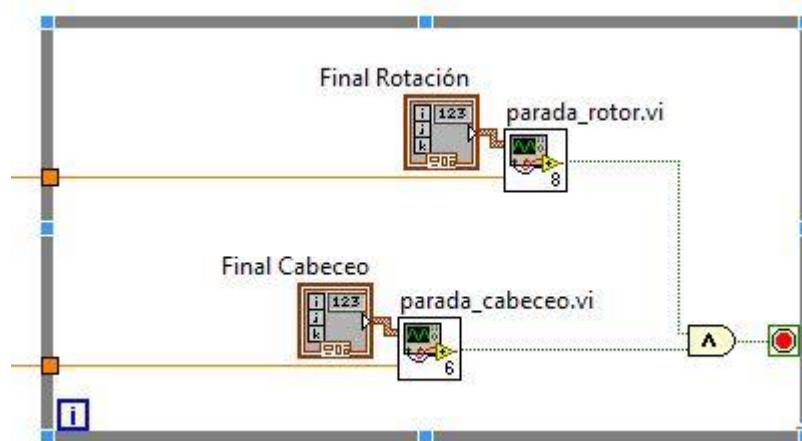 Final Rotación
i 123
j
k
parada_rotor.vi
8
Final Cabeceo
i 123
j
k
parada_cabeceo.vi
6
i